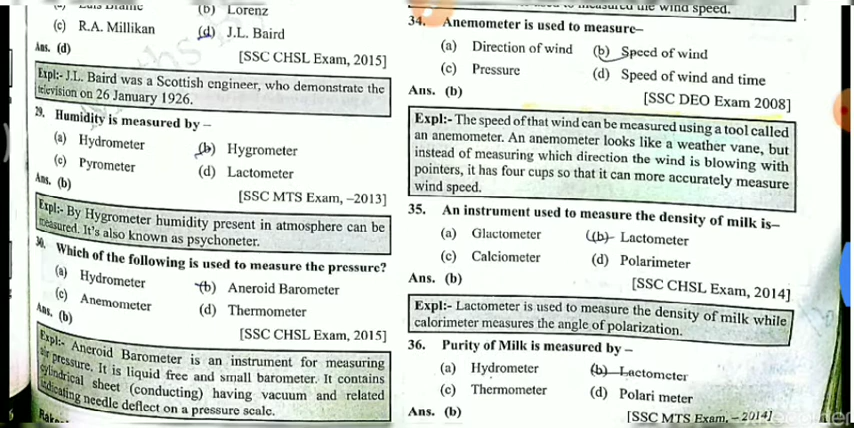 (b) Lorenz
(c) R.A. Millikan
(d) J.L. Baird
Ans. (d)
[SSC CHSL Exam, 2015]
Expl:- J.L. Baird was a Scottish engineer, who demonstrate the
television on 26 January 1926.
29. Humidity is measured by –
(a) Hydrometer
(b) Hygrometer
(c) Pyrometer
(d) Lactometer
Ans. (b)
[SSC MTS Exam, –2013]
Expl:- By Hygrometer humidity present in atmosphere can be
measured. It's also known as psychoneter.
30. Which of the following is used to measure the pressure?
(a) Hydrometer
(b) Aneroid Barometer
(c) Anemometer
(d) Thermometer
Ans. (b)
[SSC CHSL Exam, 2015]
Expl:- Aneroid Barometer is an instrument for measuring
air pressure. It is liquid free and small barometer. It contains
cylindrical sheet (conducting) having vacuum and related
indicating needle deflect on a pressure scale.
measured the wind speed.
34. Anemometer is used to measure–
(a) Direction of wind
(b) Speed of wind
(c) Pressure
(d) Speed of wind and time
Ans. (b)
[SSC DEO Exam 2008]
Expl:- The speed of that wind can be measured using a tool called
an anemometer. An anemometer looks like a weather vane, but
instead of measuring which direction the wind is blowing with
pointers, it has four cups so that it can more accurately measure
wind speed.
35. An instrument used to measure the density of milk is–
(a) Glactometer
(b) Lactometer
(c) Calciometer
(d) Polarimeter
Ans. (b)
[SSC CHSL Exam, 2014]
Expl:- Lactometer is used to measure the density of milk while
calorimeter measures the angle of polarization.
36. Purity of Milk is measured by –
(a) Hydrometer
(b) Lactometer
(c) Thermometer
(d) Polari meter
Ans. (b)
[SSC MTS Exam, – 2014]